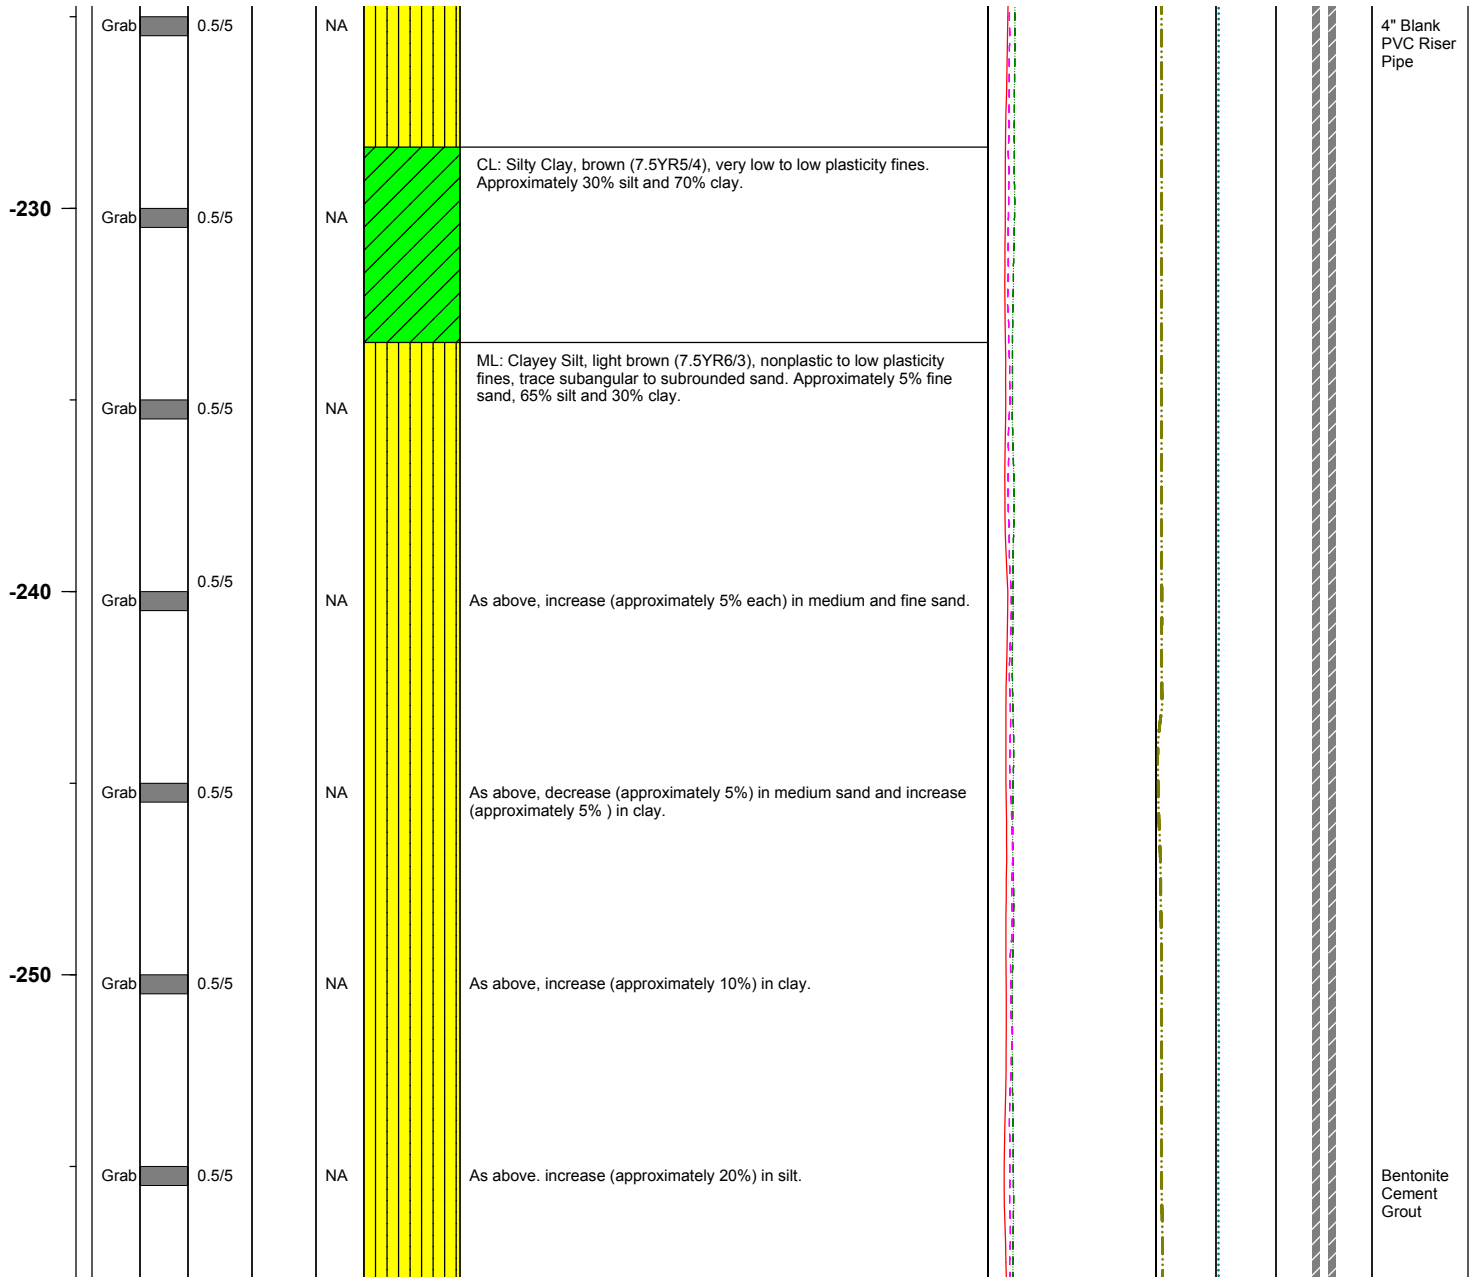 Grab 0.5/5 NA 4" Blank
PVC Riser
Pipe
CL: Silty Clay, brown (7.5YR5/4), very low to low plasticity fines.
Approximately 30% silt and 70% clay.
-230 Grab 0.5/5 NA
ML: Clayey Silt, light brown (7.5YR6/3), nonplastic to low plasticity
fines, trace subangular to subrounded sand. Approximately 5% fine
sand, 65% silt and 30% clay.
Grab 0.5/5 NA
0.5/5
-240 Grab NA As above, increase (approximately 5% each) in medium and fine sand.
Grab 0.5/5 NA As above, decrease (approximately 5%) in medium sand and increase
(approximately 5% ) in clay.
-250 Grab 0.5/5 NA As above, increase (approximately 10%) in clay.
Grab 0.5/5 NA As above. increase (approximately 20%) in silt. Bentonite
Cement
Grout